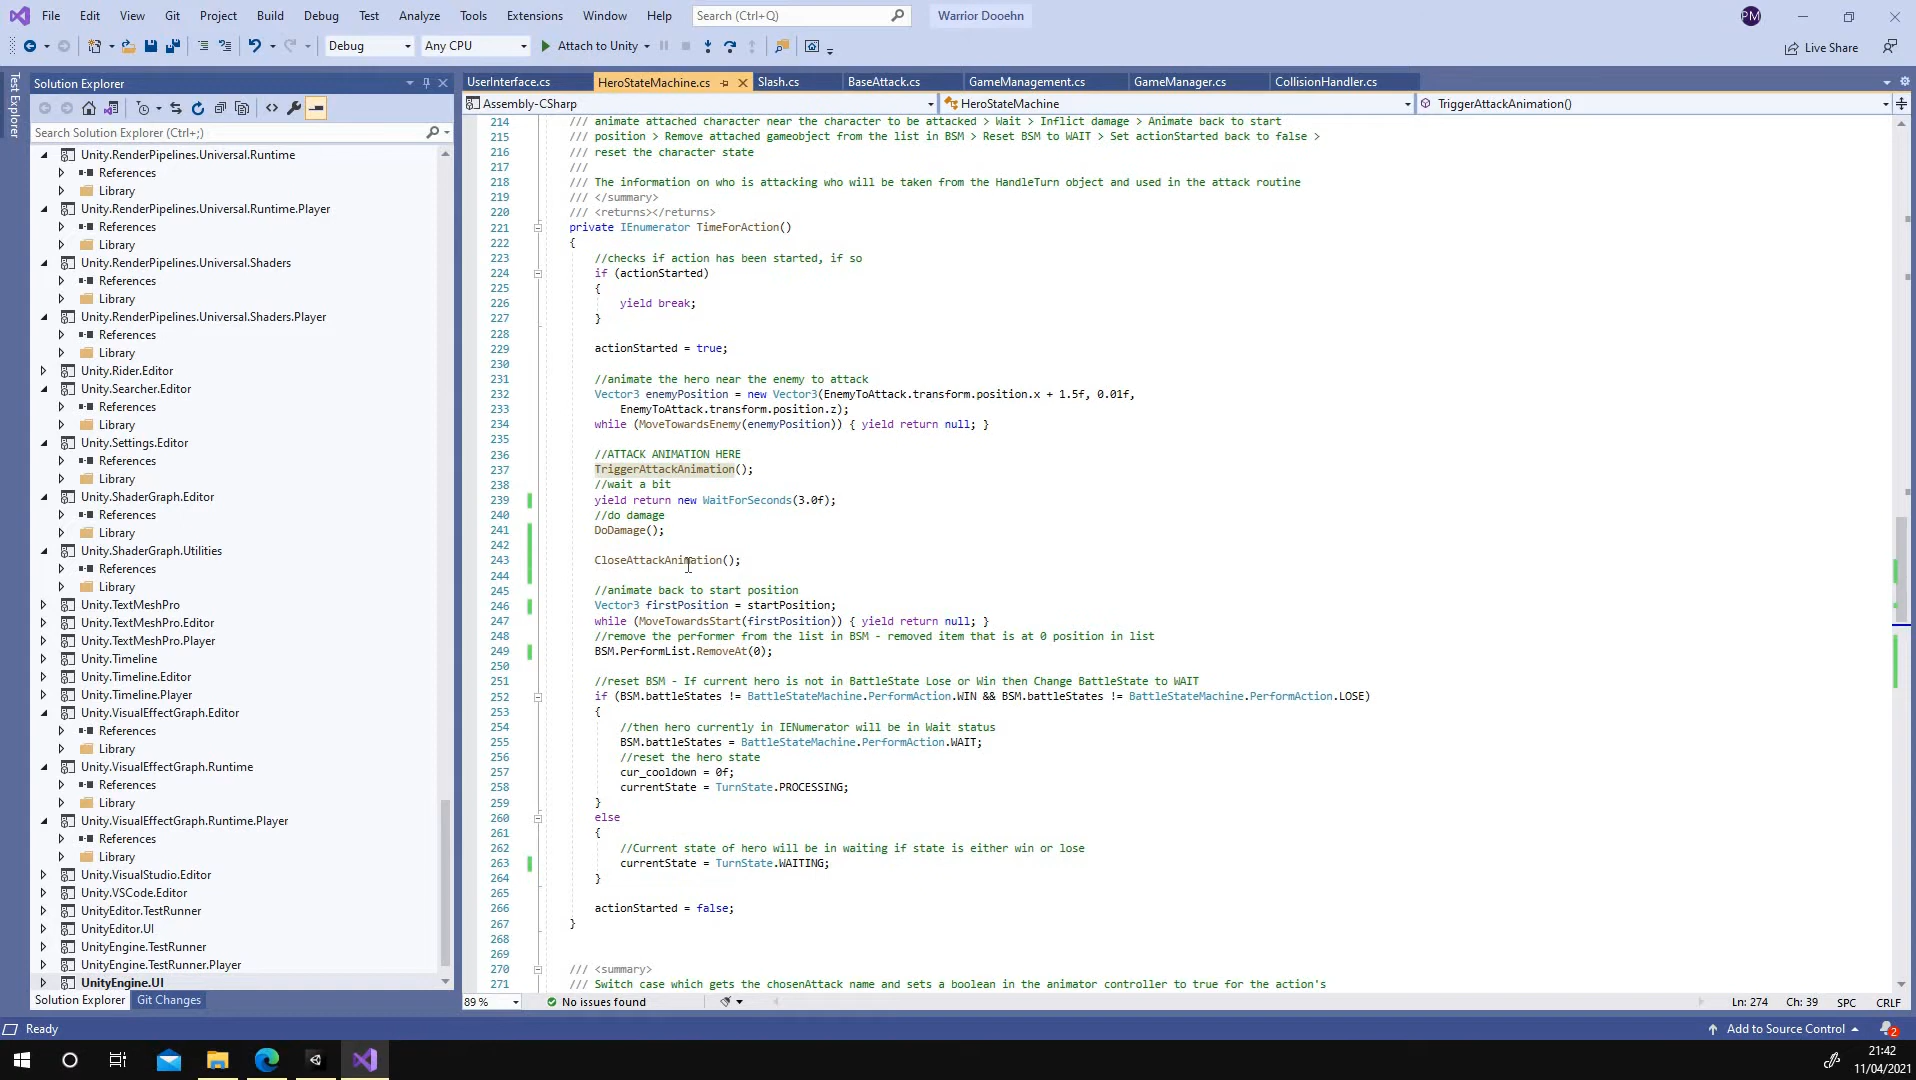 File Edit View Git Project Build Debug Test Analyze Tools Extensions Window Help Search (Ctrl+Q) Warrior Dooehn PM
Debug Any CPU Attach to Unity Live Share
Test Explorer
Solution Explorer
Search Solution Explorer (Ctrl+;)
Unity.RenderPipelines.Universal.Runtime
References
Library
Unity.RenderPipelines.Universal.Runtime.Player
References
Library
Unity.RenderPipelines.Universal.Shaders
References
Library
Unity.RenderPipelines.Universal.Shaders.Player
References
Library
Unity.Rider.Editor
Unity.Searcher.Editor
References
Library
Unity.Settings.Editor
References
Library
Unity.ShaderGraph.Editor
References
Library
Unity.ShaderGraph.Utilities
References
Library
Unity.TextMeshPro
Unity.TextMeshPro.Editor
Unity.TextMeshPro.Player
Unity.Timeline
Unity.Timeline.Editor
Unity.Timeline.Player
Unity.VisualEffectGraph.Editor
References
Library
Unity.VisualEffectGraph.Runtime
References
Library
Unity.VisualEffectGraph.Runtime.Player
References
Library
Unity.VisualStudio.Editor
Unity.VSCode.Editor
UnityEditor.TestRunner
UnityEditor.UI
UnityEngine.TestRunner
UnityEngine.TestRunner.Player
UnityEngine.UI
Solution Explorer Git Changes
UserInterface.cs HeroStateMachine.cs Slash.cs BaseAttack.cs GameManagement.cs GameManager.cs CollisionHandler.cs
Assembly-CSharp HeroStateMachine TriggerAttackAnimation()
214 /// animate attached character near the character to be attacked > Wait > Inflict damage > Animate back to start
215 /// position > Remove attached gameobject from the list in BSM > Reset BSM to WAIT > Set actionStarted back to false >
216 /// reset the character state
217 ///
218 /// The information on who is attacking who will be taken from the HandleTurn object and used in the attack routine
219 /// </summary>
220 /// <returns></returns>
221 private IEnumerator TimeForAction()
222 {
223 //checks if action has been started, if so
224 if (actionStarted)
225 {
226 yield break;
227 }
228
229 actionStarted = true;
230
231 //animate the hero near the enemy to attack
232 Vector3 enemyPosition = new Vector3(EnemyToAttack.transform.position.x + 1.5f, 0.01f,
233 EnemyToAttack.transform.position.z);
234 while (MoveTowardsEnemy(enemyPosition)) { yield return null; }
235
236 //ATTACK ANIMATION HERE
237 TriggerAttackAnimation();
238 //wait a bit
239 yield return new WaitForSeconds(3.0f);
240 //do damage
241 DoDamage();
242
243 CloseAttackAnimation();
244
245 //animate back to start position
246 Vector3 firstPosition = startPosition;
247 while (MoveTowardsStart(firstPosition)) { yield return null; }
248 //remove the performer from the list in BSM - removed item that is at 0 position in list
249 BSM.PerformList.RemoveAt(0);
250
251 //reset BSM - If current hero is not in BattleState Lose or Win then Change BattleState to WAIT
252 if (BSM.battleStates != BattleStateMachine.PerformAction.WIN && BSM.battleStates != BattleStateMachine.PerformAction.LOSE)
253 {
254 //then hero currently in IENumerator will be in Wait status
255 BSM.battleStates = BattleStateMachine.PerformAction.WAIT;
256 //reset the hero state
257 cur_cooldown = 0f;
258 currentState = TurnState.PROCESSING;
259 }
260 else
261 {
262 //Current state of hero will be in waiting if state is either win or lose
263 currentState = TurnState.WAITING;
264 }
265
266 actionStarted = false;
267 }
268
269
270 /// <summary>
271 /// Switch case which gets the chosenAttack name and sets a boolean in the animator controller to true for the action's
89 % No issues found Ln: 274 Ch: 39 SPC CRLF
Ready Add to Source Control 2
21:42
11/04/2021